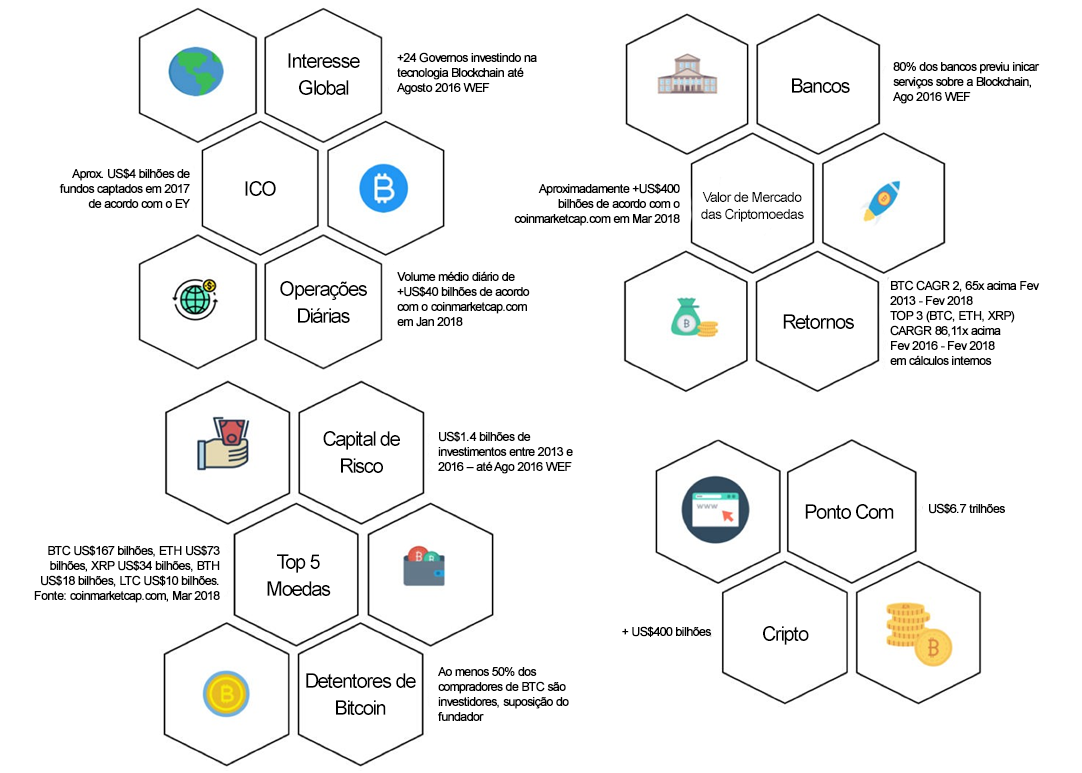 Interesse
Global
+24 Governos investindo na
tecnologia Blockchain até
Agosto 2016 WEF
Aprox. US$4 bilhões de
fundos captados em 2017
de acordo com o EY
ICO
Operações
Diárias
Volume médio diário de
+US$40 bilhões de acordo
com o coinmarketcap.com
em Jan 2018
Capital de
Risco
US$1.4 bilhões de
investimentos entre 2013 e
2016 – até Ago 2016 WEF
BTC US$167 bilhões, ETH US$73
bilhões, XRP US$34 bilhões, BTH
US$18 bilhões, LTC US$10 bilhões.
Fonte: coinmarketcap.com, Mar 2018
Top 5
Moedas
Detentores de
Bitcoin
Ao menos 50% dos
compradores de BTC são
investidores, suposição do
fundador
Bancos
80% dos bancos previu inicar
serviços sobre a Blockchain,
Ago 2016 WEF
Aproximadamente +US$400
bilhões de acordo com o
coinmarketcap.com em Mar 2018
Valor de Mercado
das Criptomoedas
Retornos
BTC CAGR 2, 65x acima Fev
2013 - Fev 2018
TOP 3 (BTC, ETH, XRP)
CARGR 86,11x acima
Fev 2016 - Fev 2018
em cálculos internos
www
Ponto Com
US$6.7 trilhões
+ US$400 bilhões
Cripto